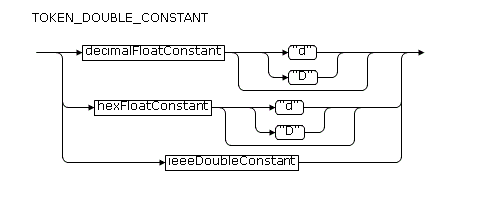 TOKEN_DOUBLE_CONSTANT
decimalFloatConstant "d"
"D"
hexFloatConstant "d"
"D"
ieeeDoubleConstant